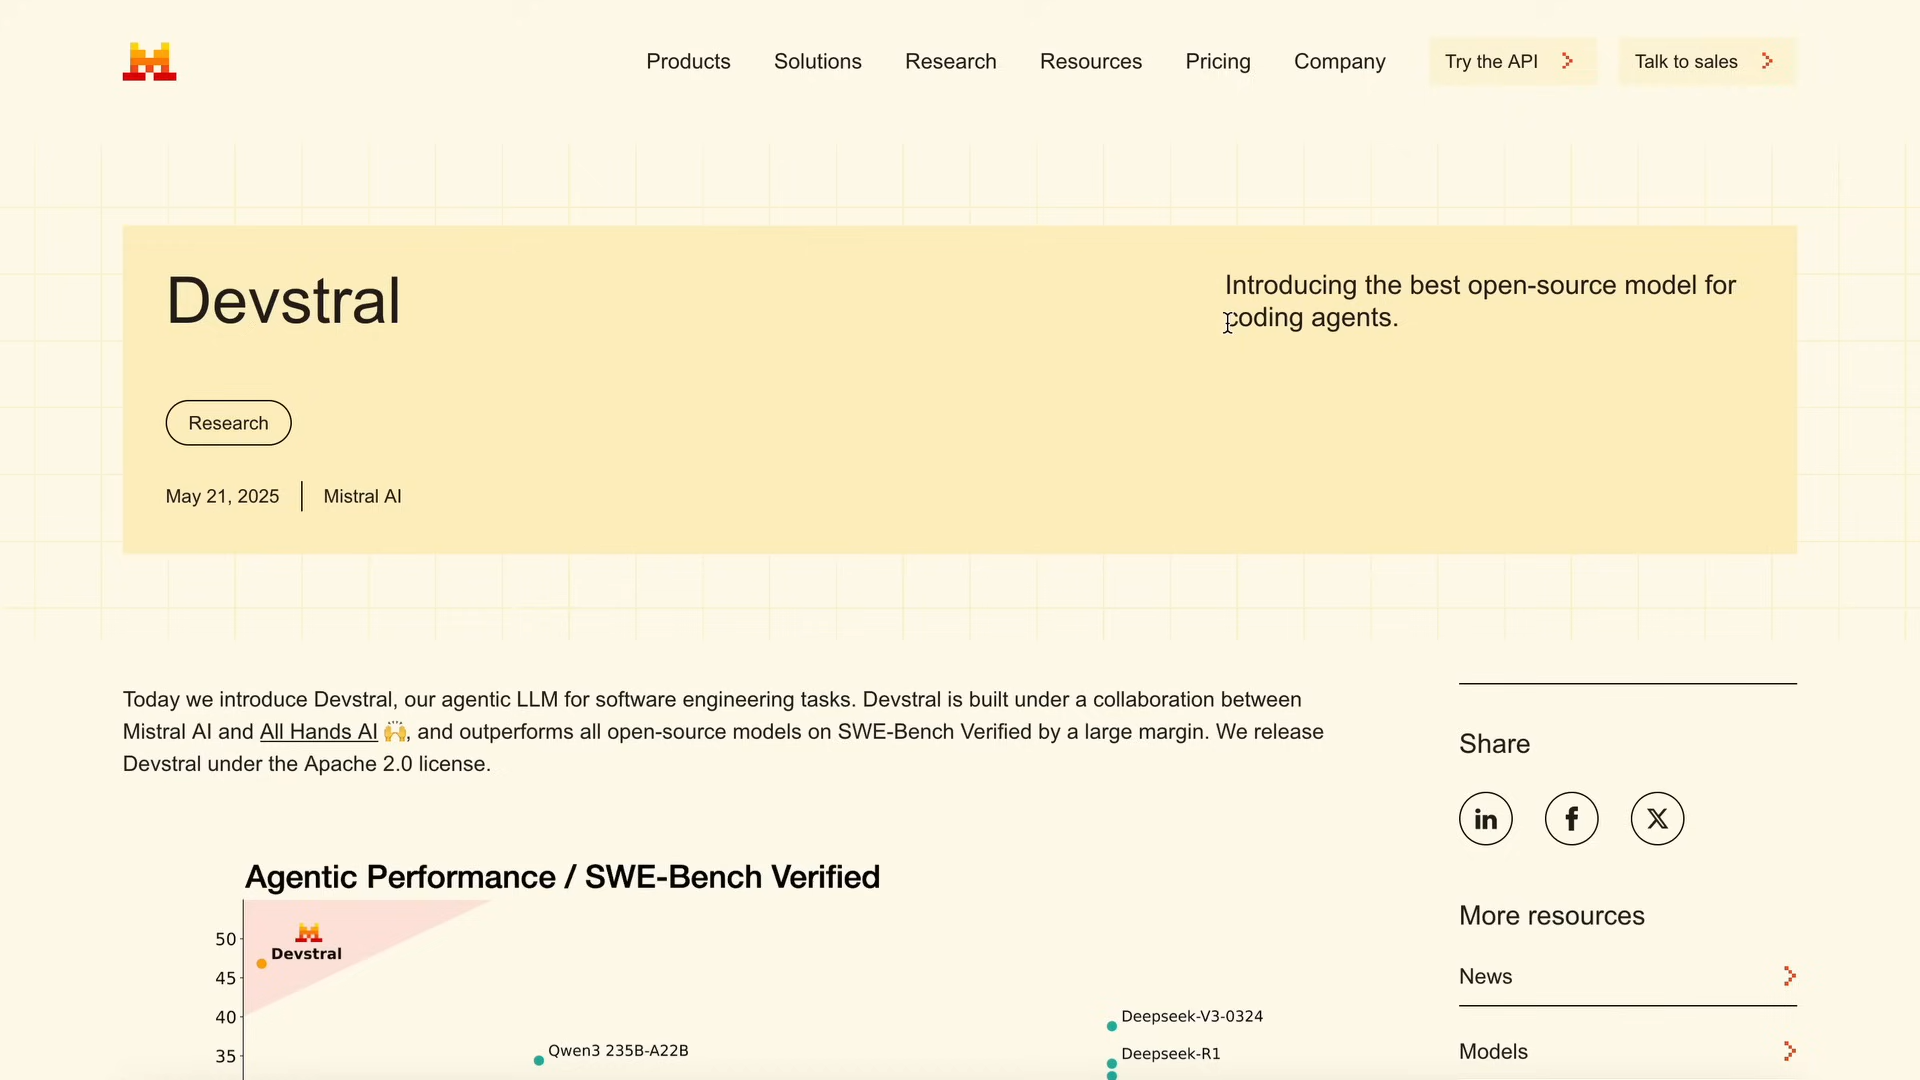 Products Solutions Research Resources Pricing Company Try the API Talk to sales
Devstral
Introducing the best open-source model for
coding agents.
Research
May 21, 2025 Mistral AI
Today we introduce Devstral, our agentic LLM for software engineering tasks. Devstral is built under a collaboration between
Mistral AI and All Hands AI 🙌, and outperforms all open-source models on SWE-Bench Verified by a large margin. We release
Devstral under the Apache 2.0 license.
Agentic Performance / SWE-Bench Verified
50
Devstral
45
40
Deepseek-V3-0324
Qwen3 235B-A22B
Deepseek-R1
35
Share
More resources
News
Models